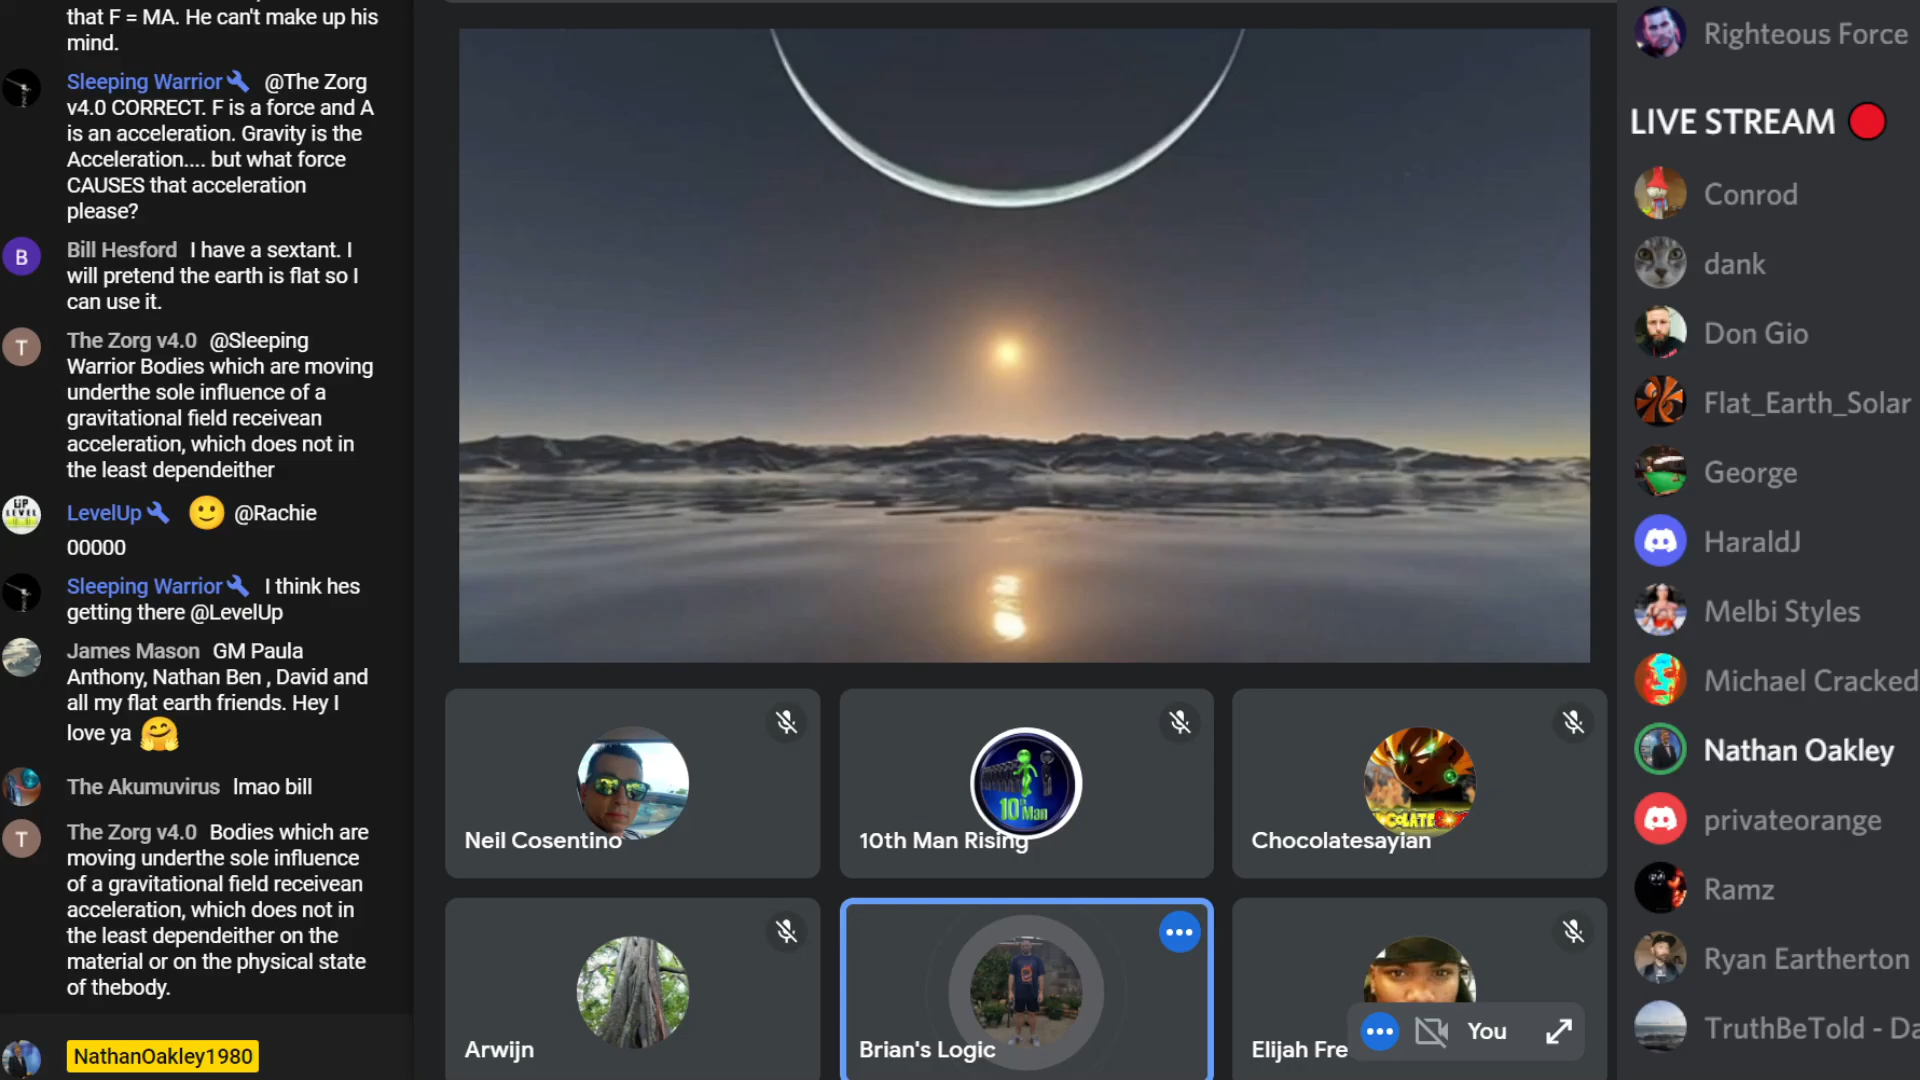 that F = MA. He can't make up his
mind.
Sleeping Warrior @The Zorg
v4.0 CORRECT. F is a force and A
is an acceleration. Gravity is the
Acceleration.... but what force
CAUSES that acceleration
please?
B
Bill Hesford I have a sextant. I
will pretend the earth is flat so I
can use it.
T
The Zorg v4.0 @Sleeping
Warrior Bodies which are moving
underthe sole influence of a
gravitational field receivean
acceleration, which does not in
the least dependeither
UP
LEVEL
LevelUp @Rachie
00000
Sleeping Warrior I think hes
getting there @LevelUp
James Mason GM Paula
Anthony, Nathan Ben , David and
all my flat earth friends. Hey I
love ya
The Akumuvirus lmao bill
T
The Zorg v4.0 Bodies which are
moving underthe sole influence
of a gravitational field receivean
acceleration, which does not in
the least dependeither on the
material or on the physical state
of thebody.
NathanOakley1980
Neil Cosentino
10th Man
10th Man Rising
Chocolatesayian
Arwijn
Brian's Logic
Elijah Fre
You
Righteous Force
LIVE STREAM
Conrod
dank
Don Gio
Flat_Earth_Solar
George
HaraldJ
Melbi Styles
Michael Cracked
Nathan Oakley
privateorange
Ramz
Ryan Eartherton
TruthBeTold - Da